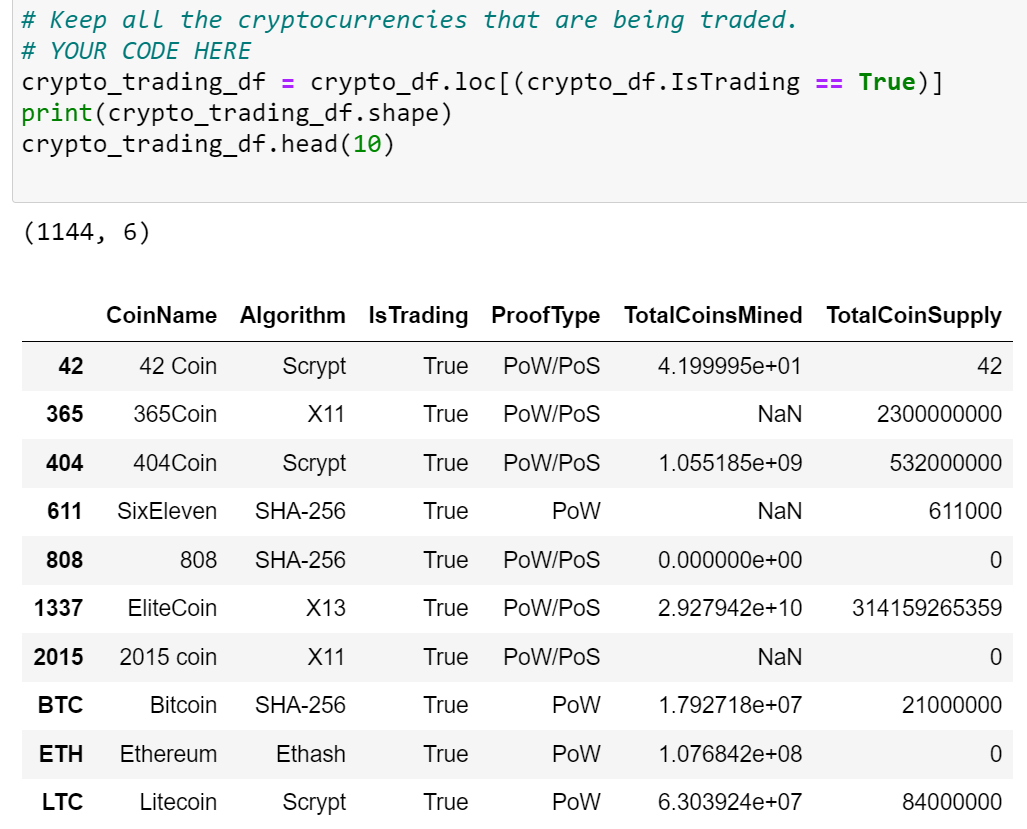 # Keep all the cryptocurrencies that are being traded.
# YOUR CODE HERE
crypto_trading_df = crypto_df.loc[(crypto_df.IsTrading == True)]
print(crypto_trading_df.shape)
crypto_trading_df.head(10)
(1144, 6)
CoinName Algorithm IsTrading ProofType TotalCoinsMined TotalCoinSupply
42 42 Coin Scrypt True PoW/PoS 4.199995e+01 42
365 365Coin X11 True PoW/PoS NaN 2300000000
404 404Coin Scrypt True PoW/PoS 1.055185e+09 532000000
611 SixEleven SHA-256 True PoW NaN 611000
808 808 SHA-256 True PoW/PoS 0.000000e+00 0
1337 EliteCoin X13 True PoW/PoS 2.927942e+10 314159265359
2015 2015 coin X11 True PoW/PoS NaN 0
BTC Bitcoin SHA-256 True PoW 1.792718e+07 21000000
ETH Ethereum Ethash True PoW 1.076842e+08 0
LTC Litecoin Scrypt True PoW 6.303924e+07 84000000